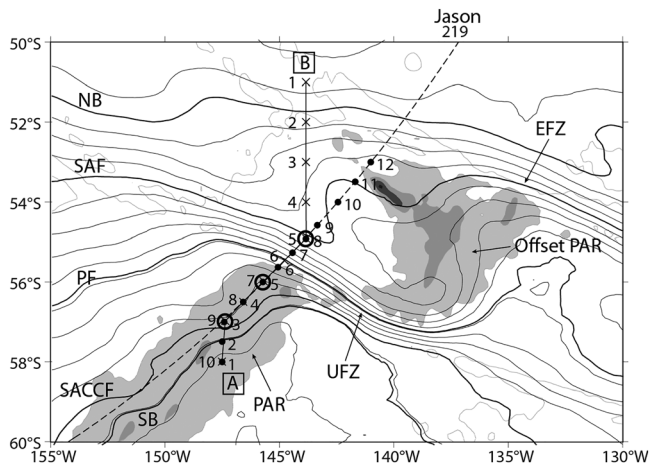 Jason
219
50°S
B
1
NB
52°S
2
EFZ
SAF
3
12
11
54°S
4
10
9
5 8
Offset PAR
7
6
6
PF
56°S
7 5
8 4
9 3
UFZ
2
58°S
10 1
SACCF
A
PAR
SB
60°S
155°W
150°W
145°W
140°W
135°W
130°W